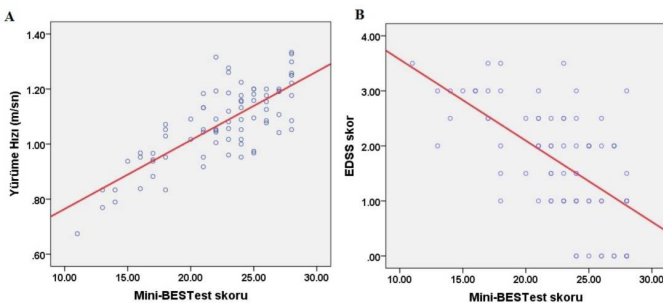 A
Yürüme Hızı (m/sn)
1.40
1.20
1.00
.80
.60
10.00 15.00 20.00 25.00 30.00
Mini-BESTest skoru
B
EDSS skor
4.00
3.00
2.00
1.00
.00
10.00 15.00 20.00 25.00 30.00
Mini-BESTest skoru